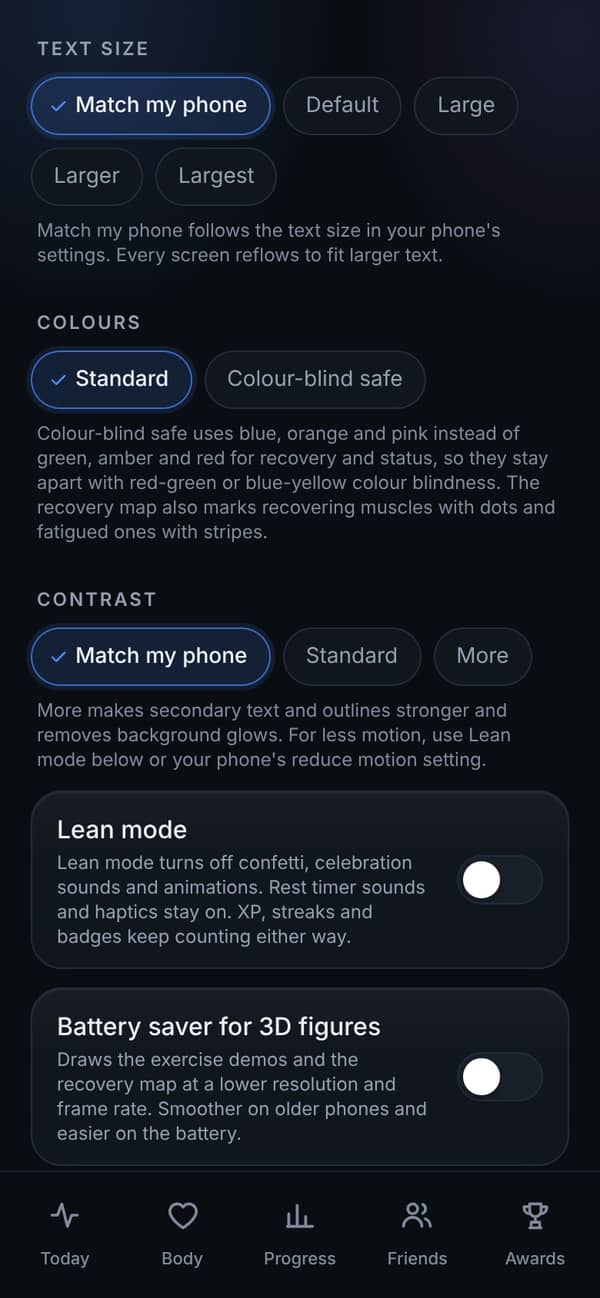 TEXT SIZE
Match my phone
Default
Large
Larger
Largest
Match my phone follows the text size in your phone's
settings. Every screen reflows to fit larger text.
COLOURS
Standard
Colour-blind safe
Colour-blind safe uses blue, orange and pink instead of
green, amber and red for recovery and status, so they stay
apart with red-green or blue-yellow colour blindness. The
recovery map also marks recovering muscles with dots and
fatigued ones with stripes.
CONTRAST
Match my phone
Standard
More
More makes secondary text and outlines stronger and
removes background glows. For less motion, use Lean
mode below or your phone's reduce motion setting.
Lean mode
Lean mode turns off confetti, celebration
sounds and animations. Rest timer sounds
and haptics stay on. XP, streaks and
badges keep counting either way.
Battery saver for 3D figures
Draws the exercise demos and the
recovery map at a lower resolution and
frame rate. Smoother on older phones and
easier on the battery.
Today
Body
Progress
Friends
Awards